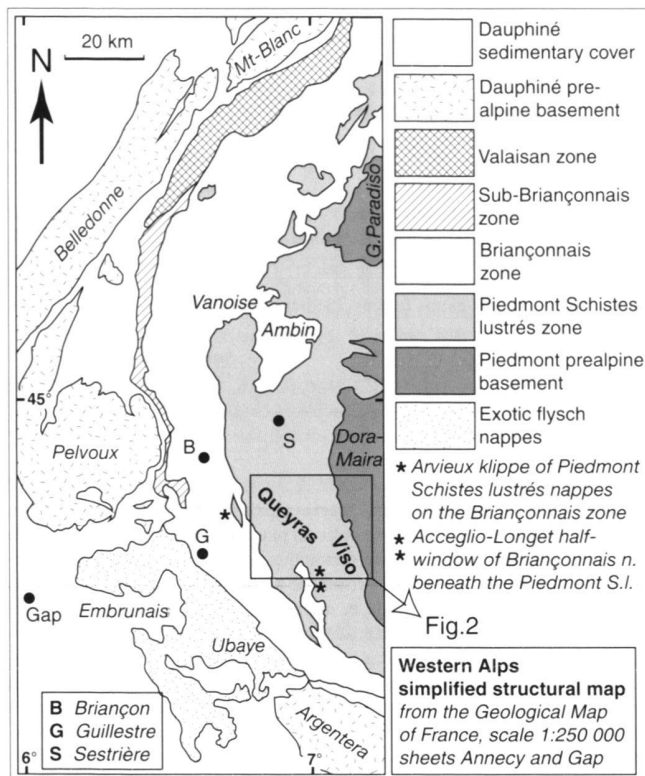 20 km
N
Mt-Blanc
Belledonne
G.Paradiso
Vanoise
Ambin
45°
Pelvoux
B
S
Dora-
Maira
*
Queyras
Viso
G
*
*
Gap
Embrunais
Ubaye
Argentera
6°
7°
B Briançon
G Guillestre
S Sestrière
Dauphiné
sedimentary cover
Dauphiné pre-
alpine basement
Valaisan zone
Sub-Briançonnais
zone
Briançonnais
zone
Piedmont Schistes
lustrés zone
Piedmont prealpine
basement
Exotic flysch
nappes
* Arvieux klippe of Piedmont
Schistes lustrés nappes
on the Briançonnais zone
* Acceglio-Longet half-
* window of Briançonnais n.
beneath the Piedmont S.l.
Fig.2
Western Alps
simplified structural map
from the Geological Map
of France, scale 1:250 000
sheets Annecy and Gap